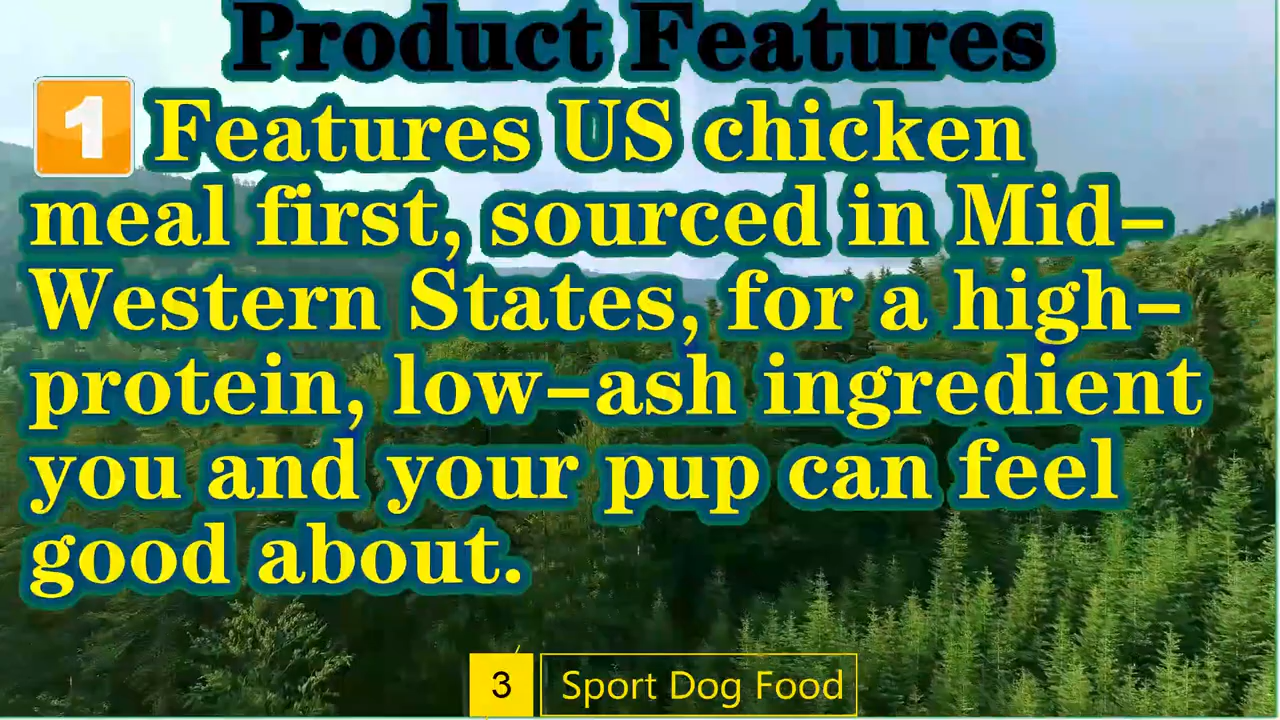 Product Features
1 Features US chicken
meal first, sourced in Mid-
Western States, for a high-
protein, low-ash ingredient
you and your pup can feel
good about.
3 Sport Dog Food